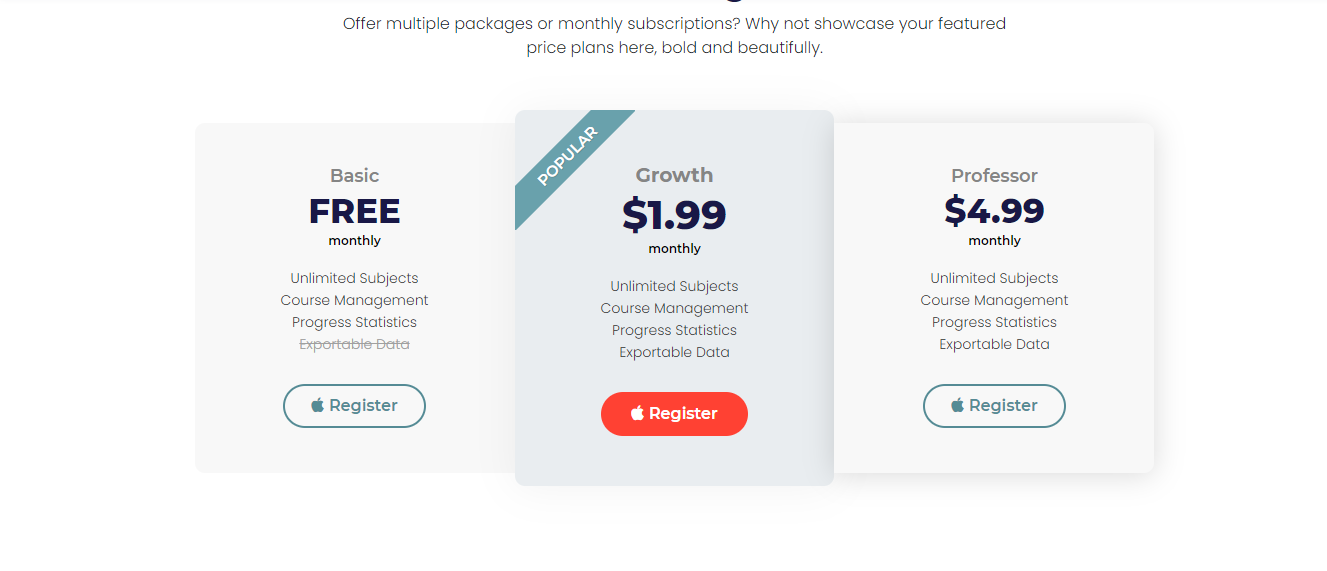 Offer multiple packages or monthly subscriptions? Why not showcase your featured
price plans here, bold and beautifully.
Basic
FREE
monthly
Unlimited Subjects
Course Management
Progress Statistics
Exportable Data
Register
POPULAR
Growth
$1.99
monthly
Unlimited Subjects
Course Management
Progress Statistics
Exportable Data
Register
Professor
$4.99
monthly
Unlimited Subjects
Course Management
Progress Statistics
Exportable Data
Register